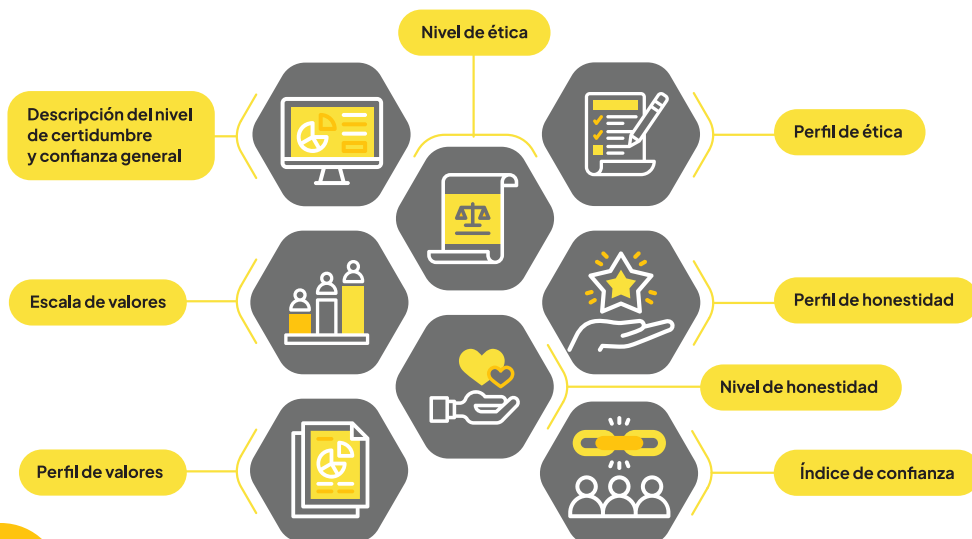 Nivel de ética
Descripción del nivel
de certidumbre
y confianza general
Perfil de ética
Escala de valores
Perfil de honestidad
Nivel de honestidad
Perfil de valores
Índice de confianza